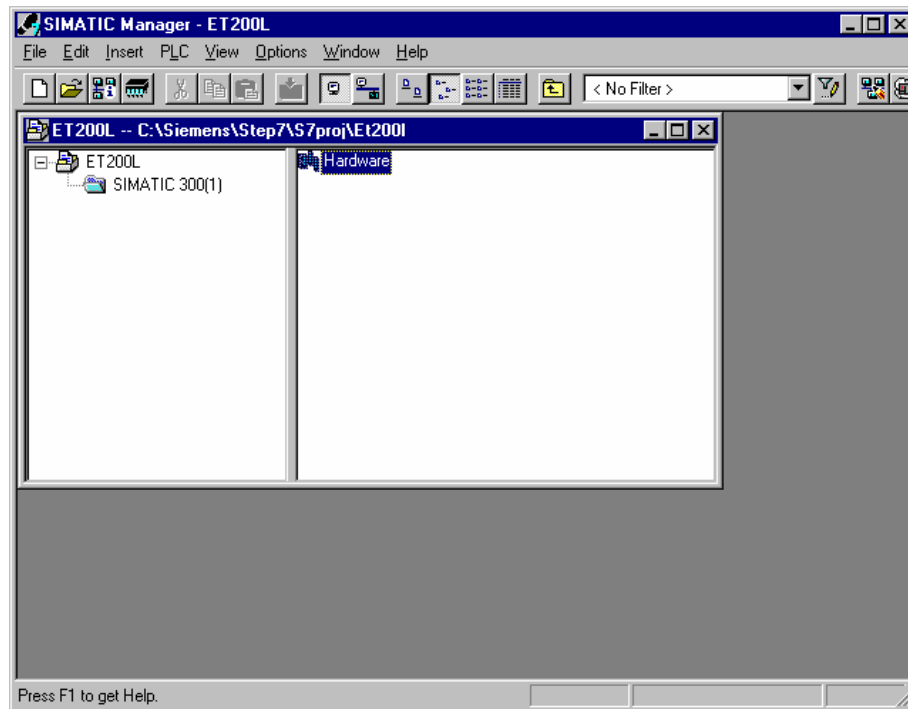 SIMATIC Manager - ET200L
File Edit Insert PLC View Options Window Help
< No Filter >
ET200L -- C:\Siemens\Step7\S7proj\Et200l
ET200L
SIMATIC 300(1)
Hardware
Press F1 to get Help.